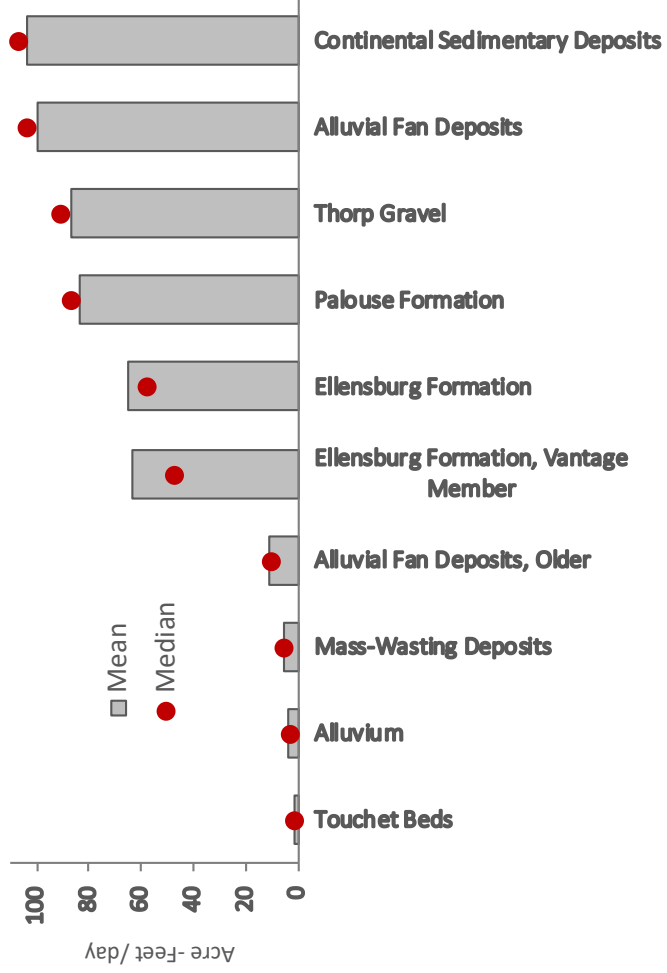 Continental Sedimentary Deposits
Alluvial Fan Deposits
Thorp Gravel
Palouse Formation
Ellensburg Formation
Ellensburg Formation, Vantage
Member
Alluvial Fan Deposits, Older
Mass-Wasting Deposits
Alluvium
Touchet Beds
Mean
Median
100
80
60
40
20
0
Acre -Feet /day